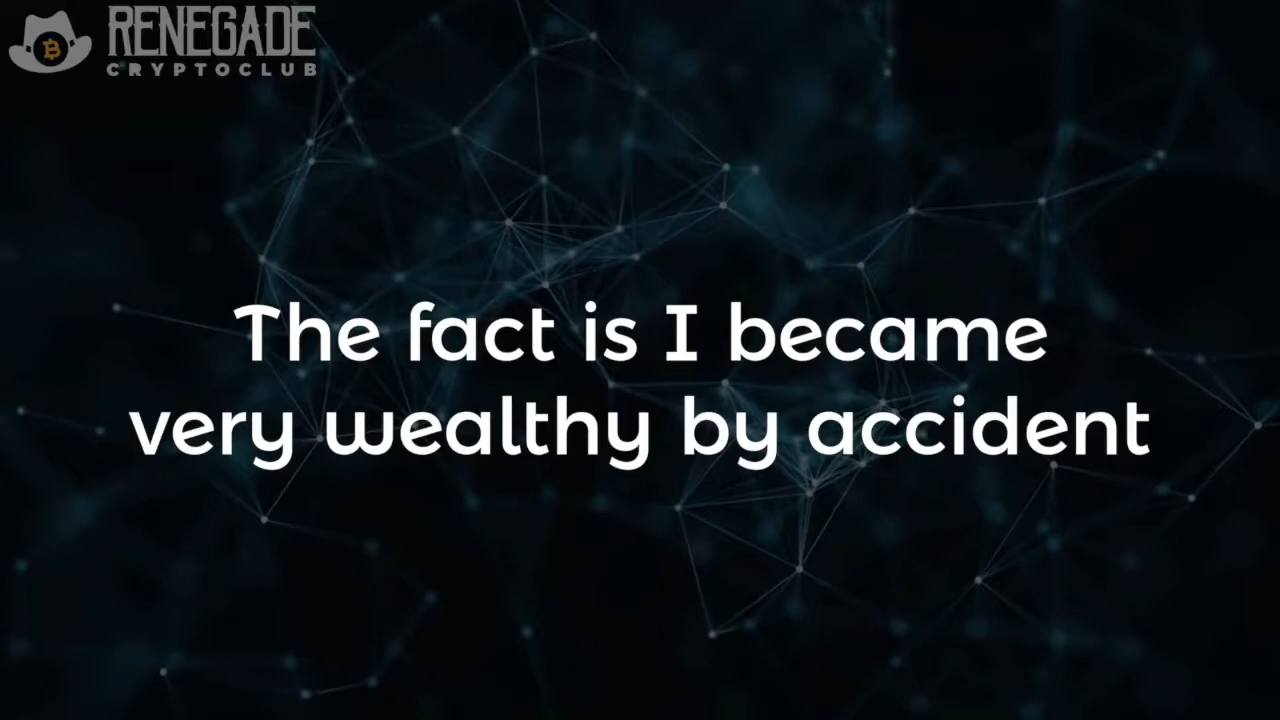 RENEGADE
CRYPTOCLUB
The fact is I became
very wealthy by accident